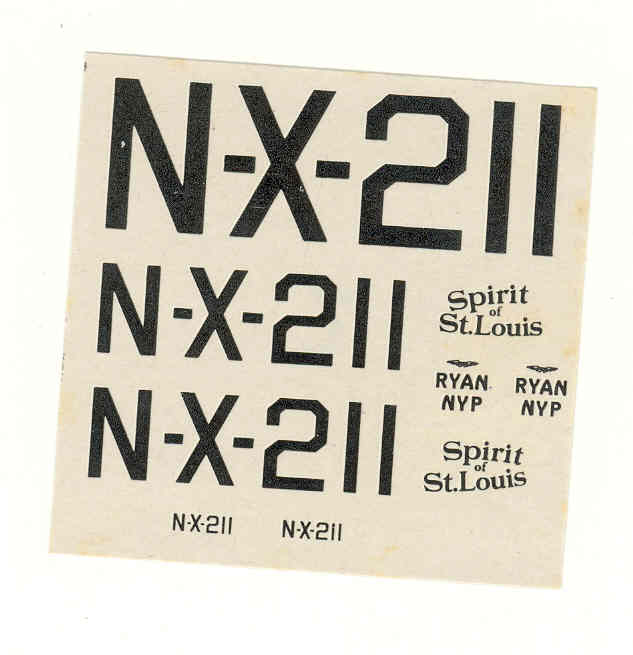 N-X-211
N-X-211
Spirit
of
St.Louis
RYAN
NYP
RYAN
NYP
N-X-211
Spirit
of
St.Louis
N-X-211
N-X-211